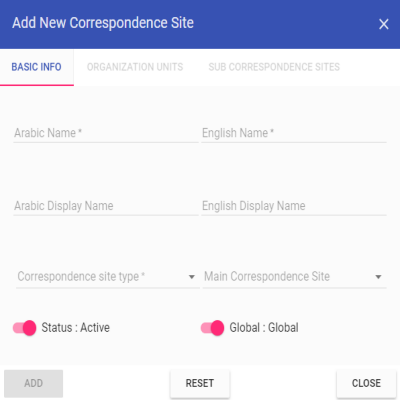 Add New Correspondence Site
BASIC INFO ORGANIZATION UNITS SUB CORRESPONDENCE SITES
Arabic Name * English Name *
Arabic Display Name English Display Name
Correspondence site type * Main Correspondence Site
Status : Active Global : Global
ADD RESET CLOSE